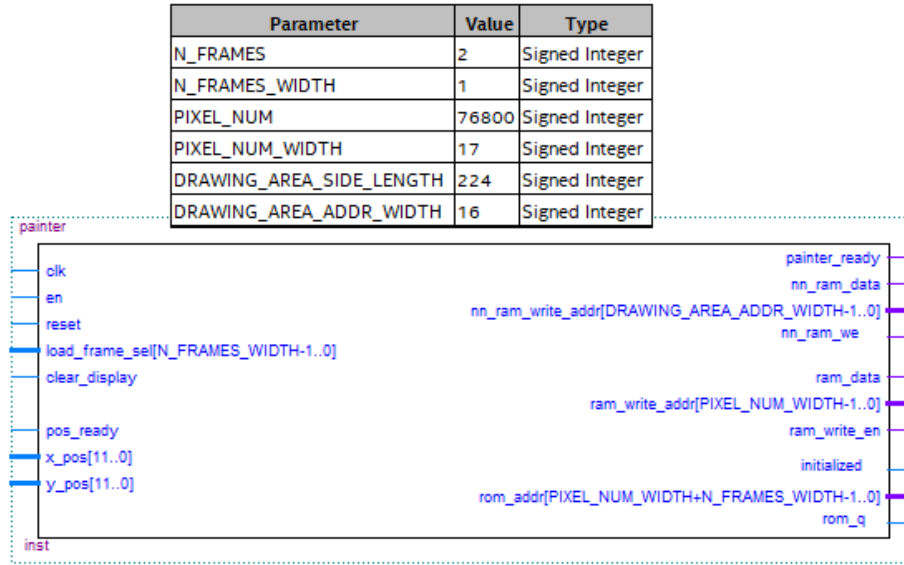 Parameter Value Type
N_FRAMES 2 Signed Integer
N_FRAMES_WIDTH 1 Signed Integer
PIXEL_NUM 76800 Signed Integer
PIXEL_NUM_WIDTH 17 Signed Integer
DRAWING_AREA_SIDE_LENGTH 224 Signed Integer
DRAWING_AREA_ADDR_WIDTH 16 Signed Integer
painter
clk
en
reset
load_frame_sel[N_FRAMES_WIDTH-1..0]
clear_display
pos_ready
x_pos[11..0]
y_pos[11..0]
painter_ready
nn_ram_data
nn_ram_write_addr[DRAWING_AREA_ADDR_WIDTH-1..0]
nn_ram_we
ram_data
ram_write_addr[PIXEL_NUM_WIDTH-1..0]
ram_write_en
initialized
rom_addr[PIXEL_NUM_WIDTH+N_FRAMES_WIDTH-1..0]
rom_q
inst